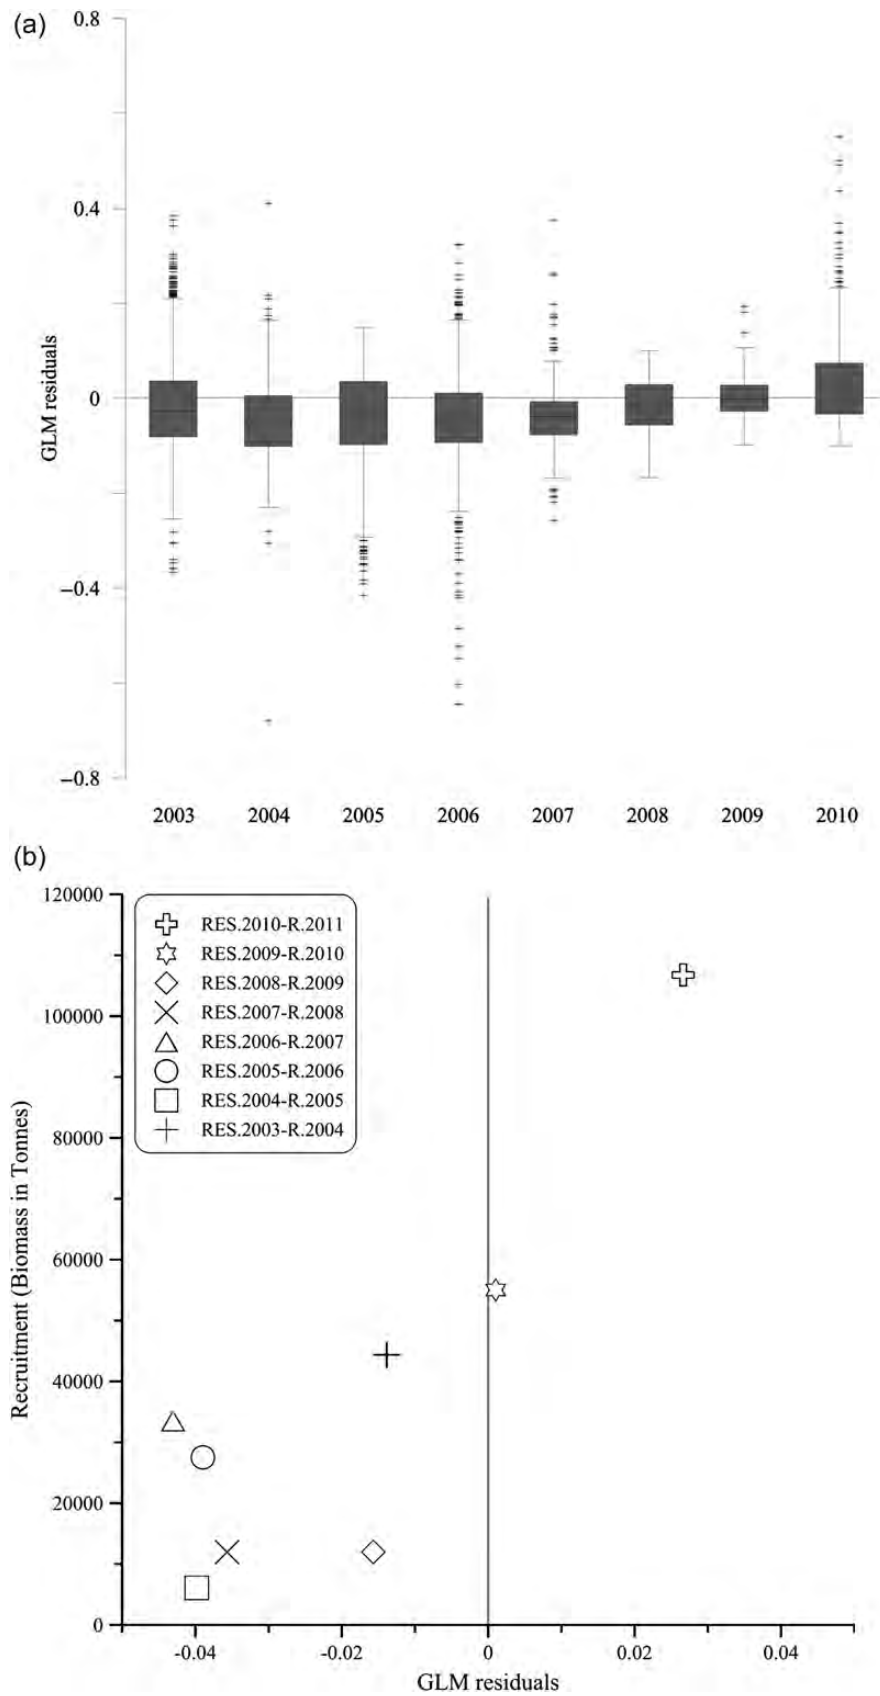 (a)
0.8
0.4
0
–0.4
–0.8
GLM residuals
2003 2004 2005 2006 2007 2008 2009 2010
(b)
120000
100000
80000
60000
40000
20000
0
Recruitment (Biomass in Tonnes)
RES.2010-R.2011
RES.2009-R.2010
RES.2008-R.2009
RES.2007-R.2008
RES.2006-R.2007
RES.2005-R.2006
RES.2004-R.2005
RES.2003-R.2004
-0.04 -0.02 0 0.02 0.04
GLM residuals